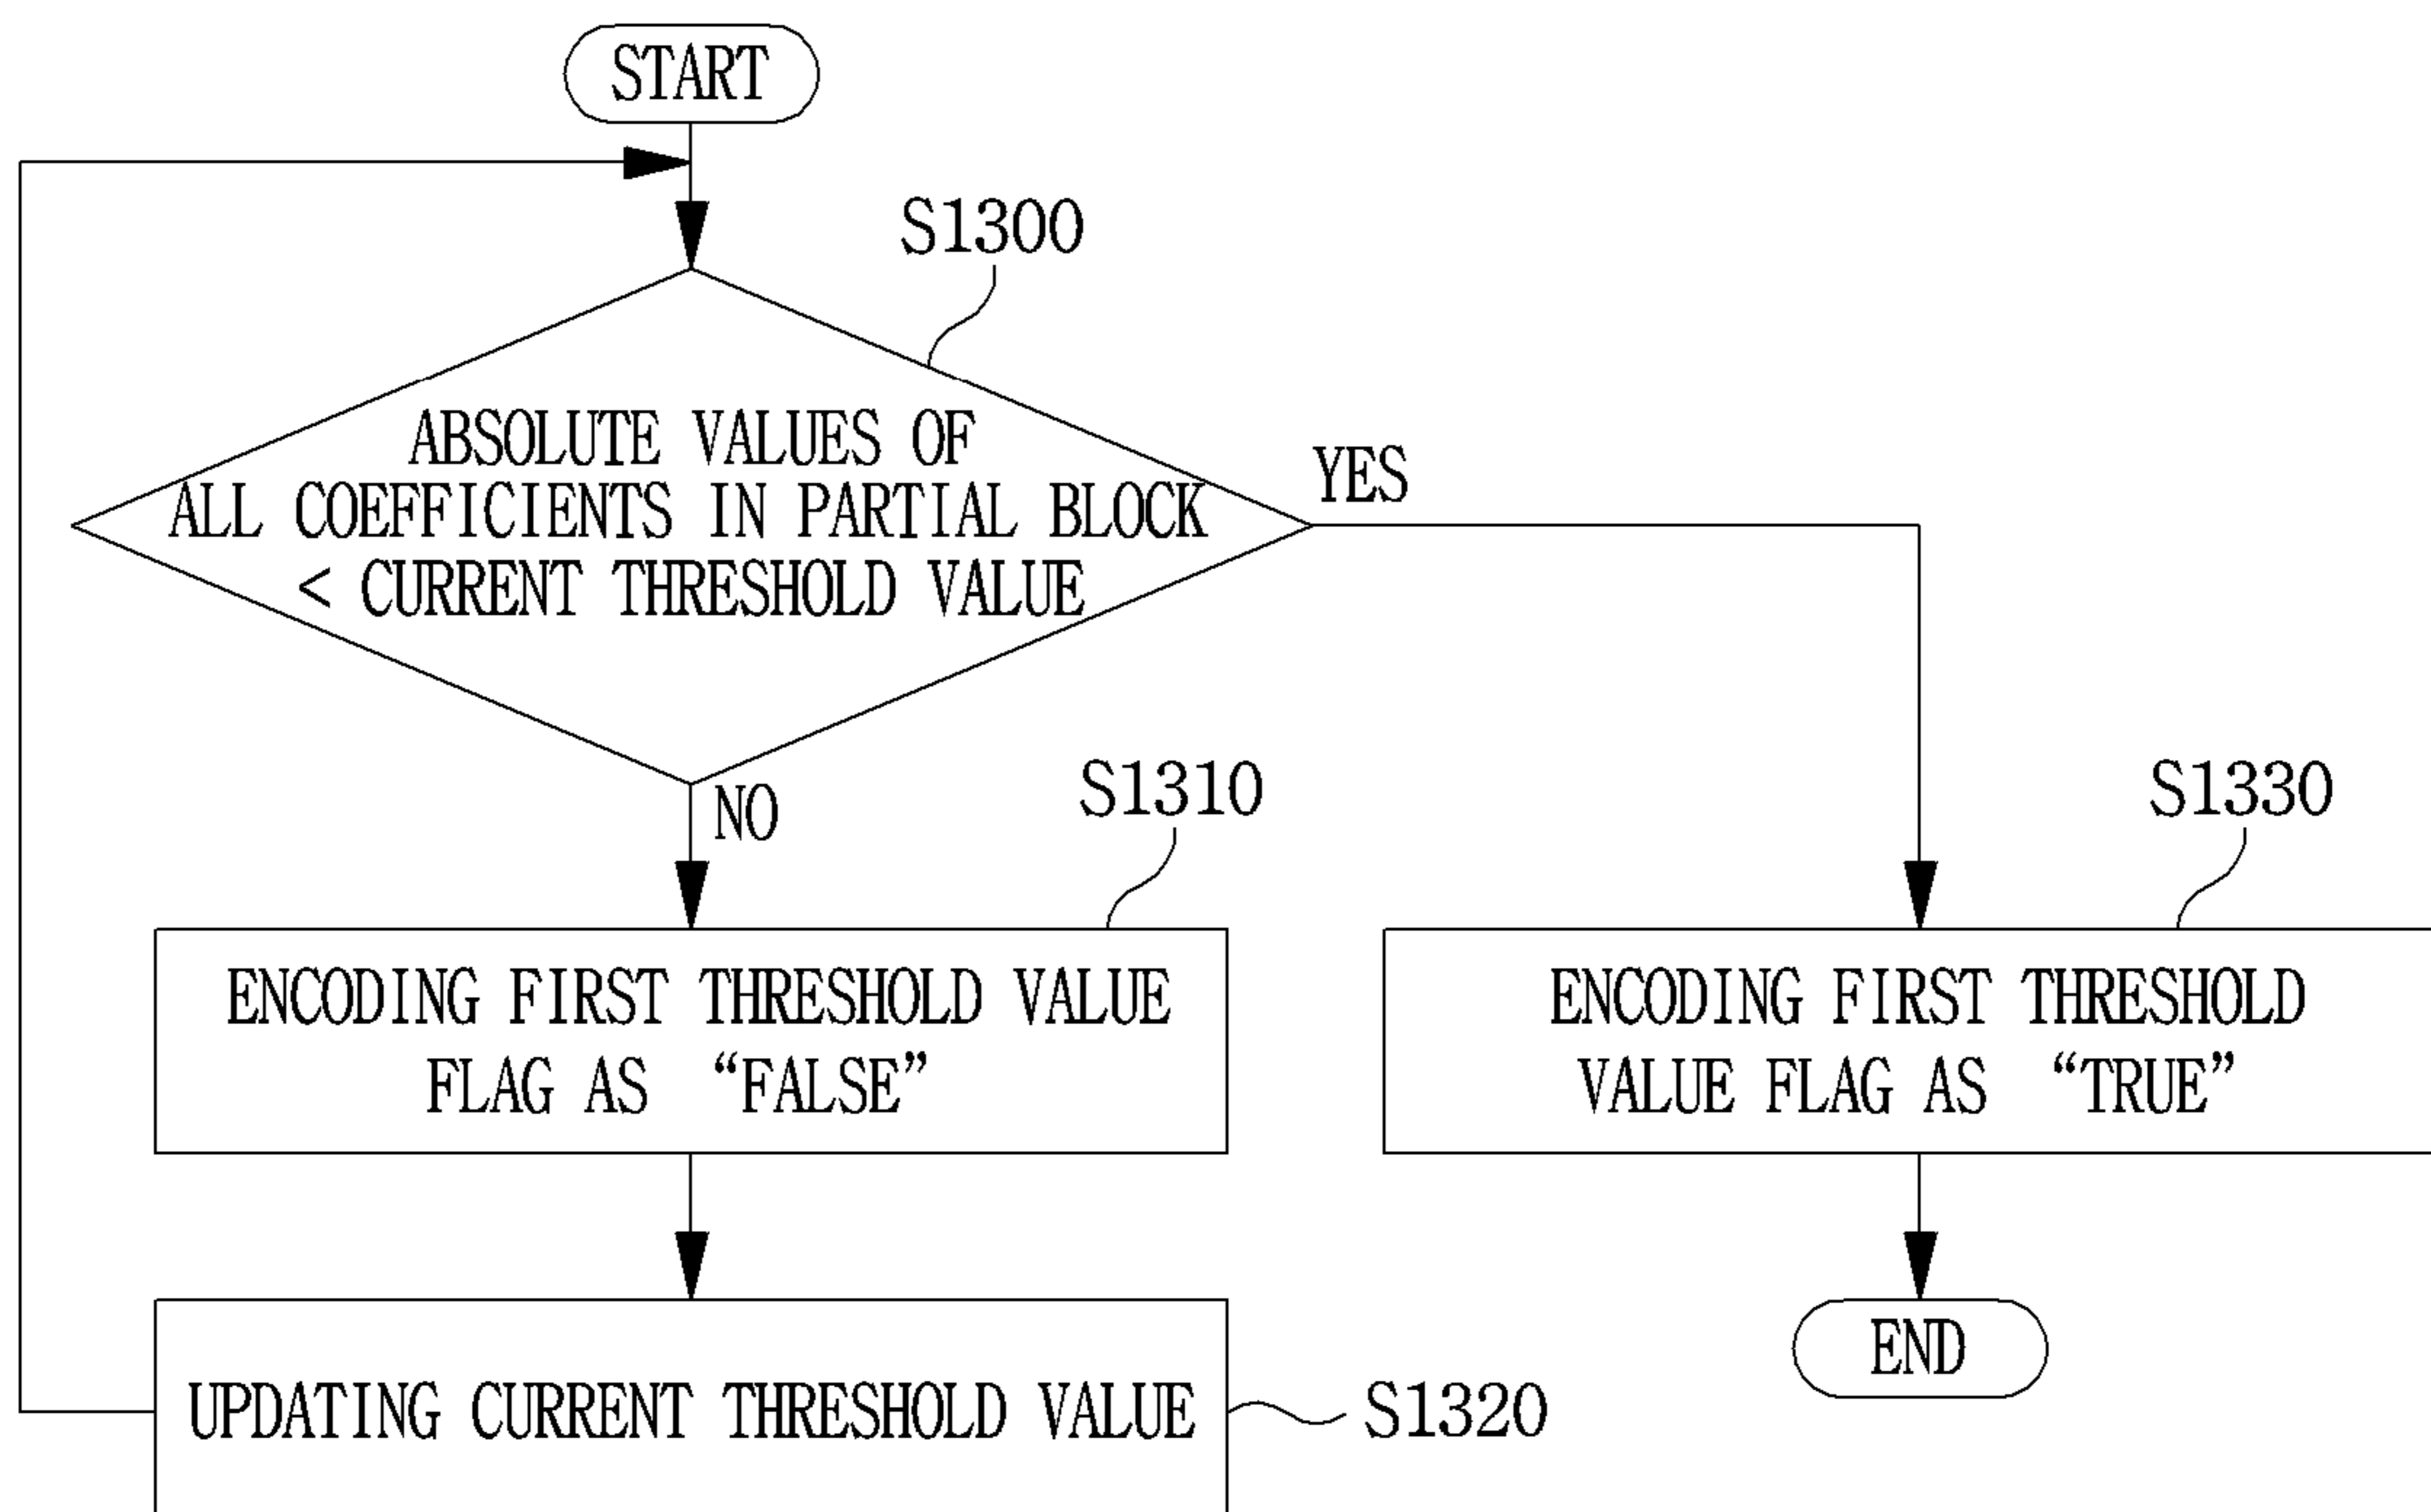 START
S1300
ABSOLUTE VALUES OF
ALL COEFFICIENTS IN PARTIAL BLOCK
< CURRENT THRESHOLD VALUE
YES
NO
S1310
S1330
ENCODING FIRST THRESHOLD VALUE
FLAG AS “FALSE”
ENCODING FIRST THRESHOLD
VALUE FLAG AS “TRUE”
END
UPDATING CURRENT THRESHOLD VALUE
S1320